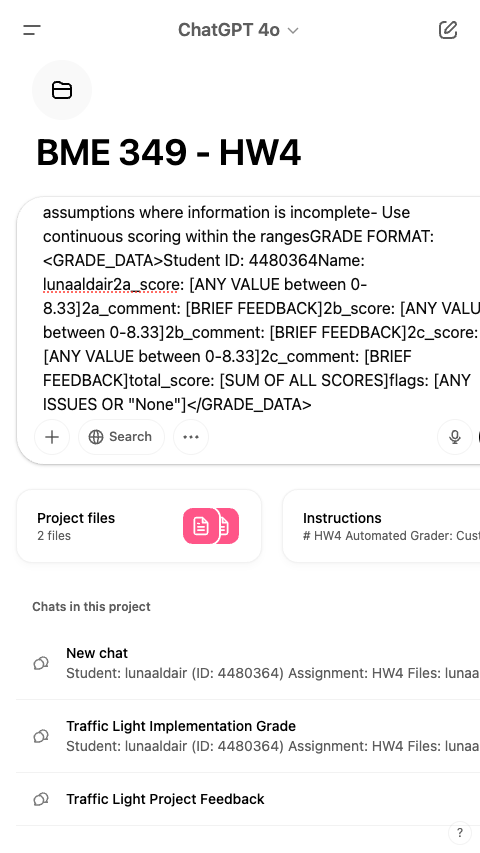 ChatGPT 4o
BME 349 - HW4
assumptions where information is incomplete- Use
continuous scoring within the rangesGRADE FORMAT:
<GRADE_DATA>Student ID: 4480364Name:
lunaaldair2a_score: [ANY VALUE between 0-
8.33]2a_comment: [BRIEF FEEDBACK]2b_score: [ANY VALU
between 0-8.33]2b_comment: [BRIEF FEEDBACK]2c_score:
[ANY VALUE between 0-8.33]2c_comment: [BRIEF
FEEDBACK]total_score: [SUM OF ALL SCORES]flags: [ANY
ISSUES OR "None"]</GRADE_DATA>
Search
Project files
2 files
Instructions
# HW4 Automated Grader: Cust
Chats in this project
New chat
Student: lunaaldair (ID: 4480364) Assignment: HW4 Files: lunaa
Traffic Light Implementation Grade
Student: lunaaldair (ID: 4480364) Assignment: HW4 Files: lunaa
Traffic Light Project Feedback
?